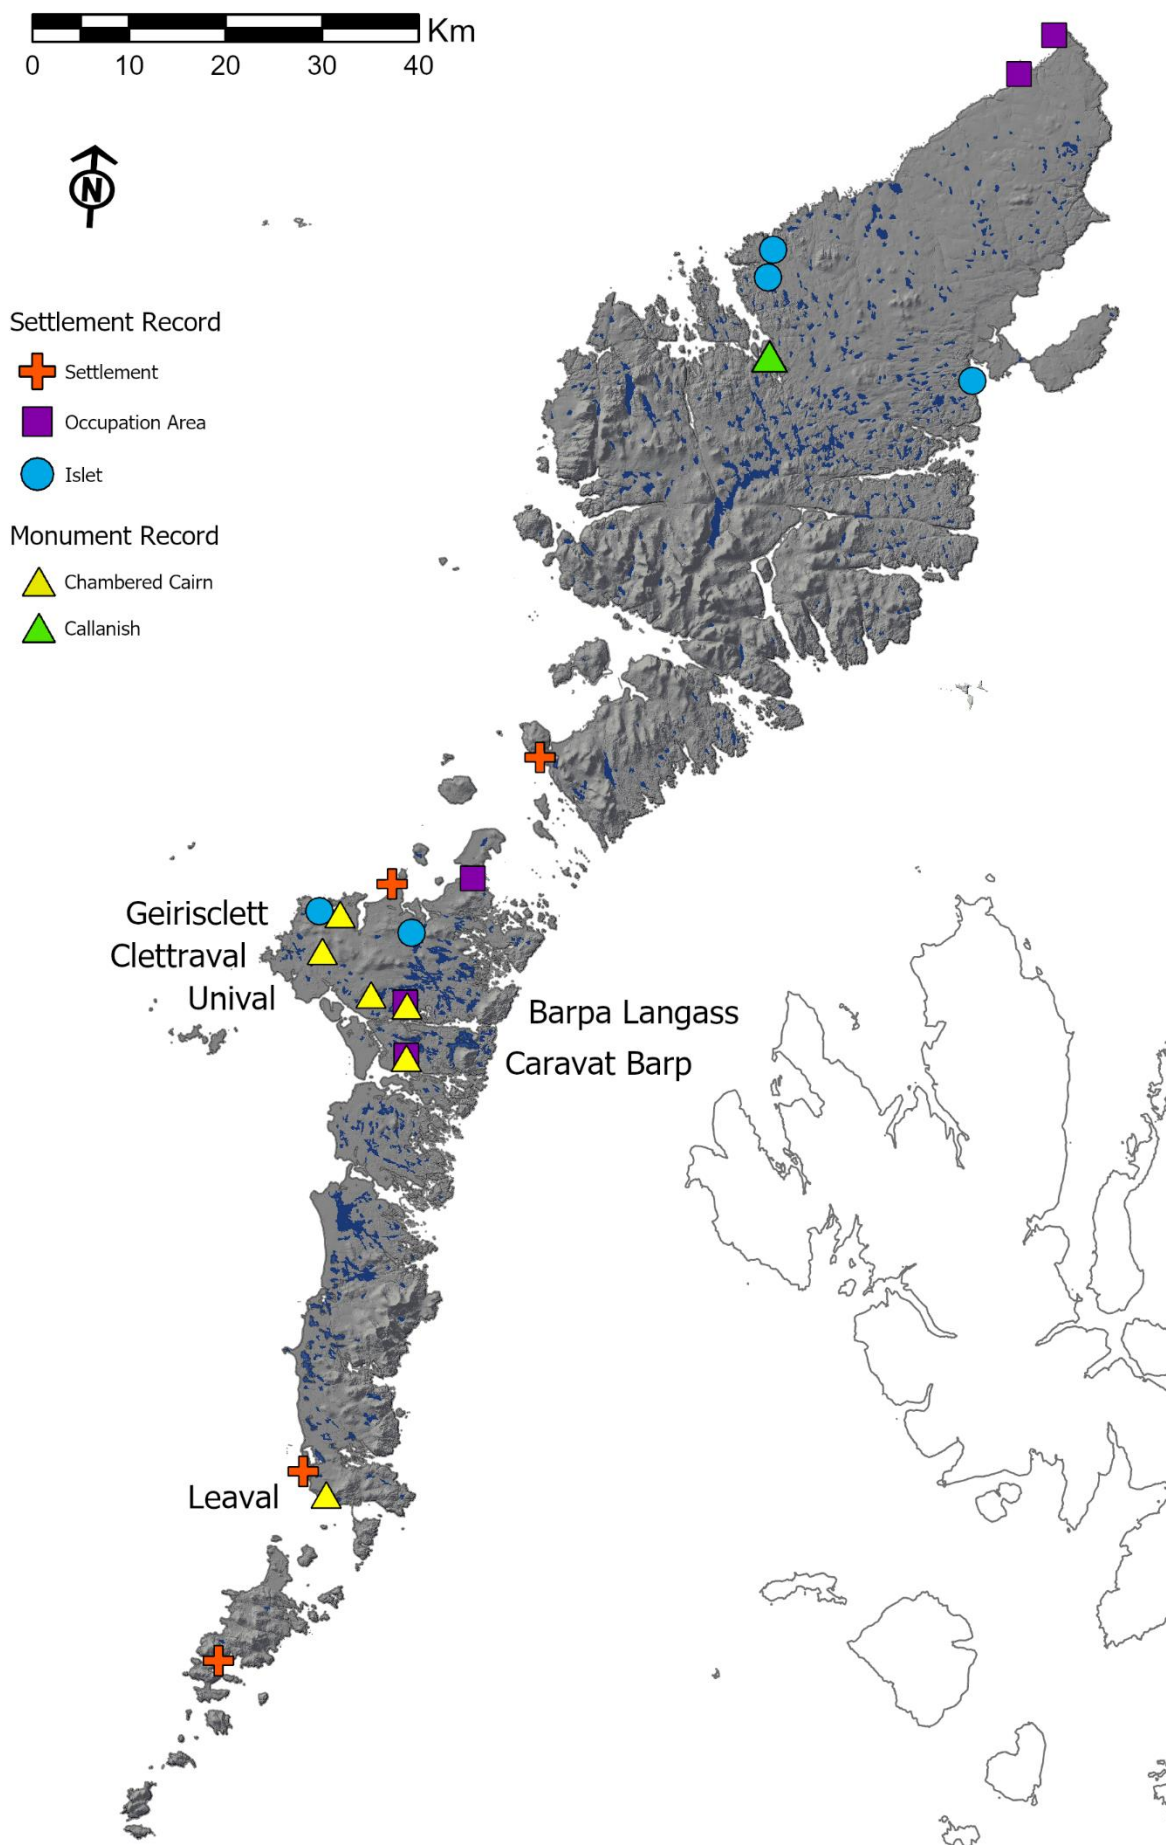 Km
0 10 20 30 40
N
Settlement Record
Settlement
Occupation Area
Islet
Monument Record
Chambered Cairn
Callanish
Geirisclett
Clettraval
Unival
Barpa Langass
Caravat Barp
Leaval